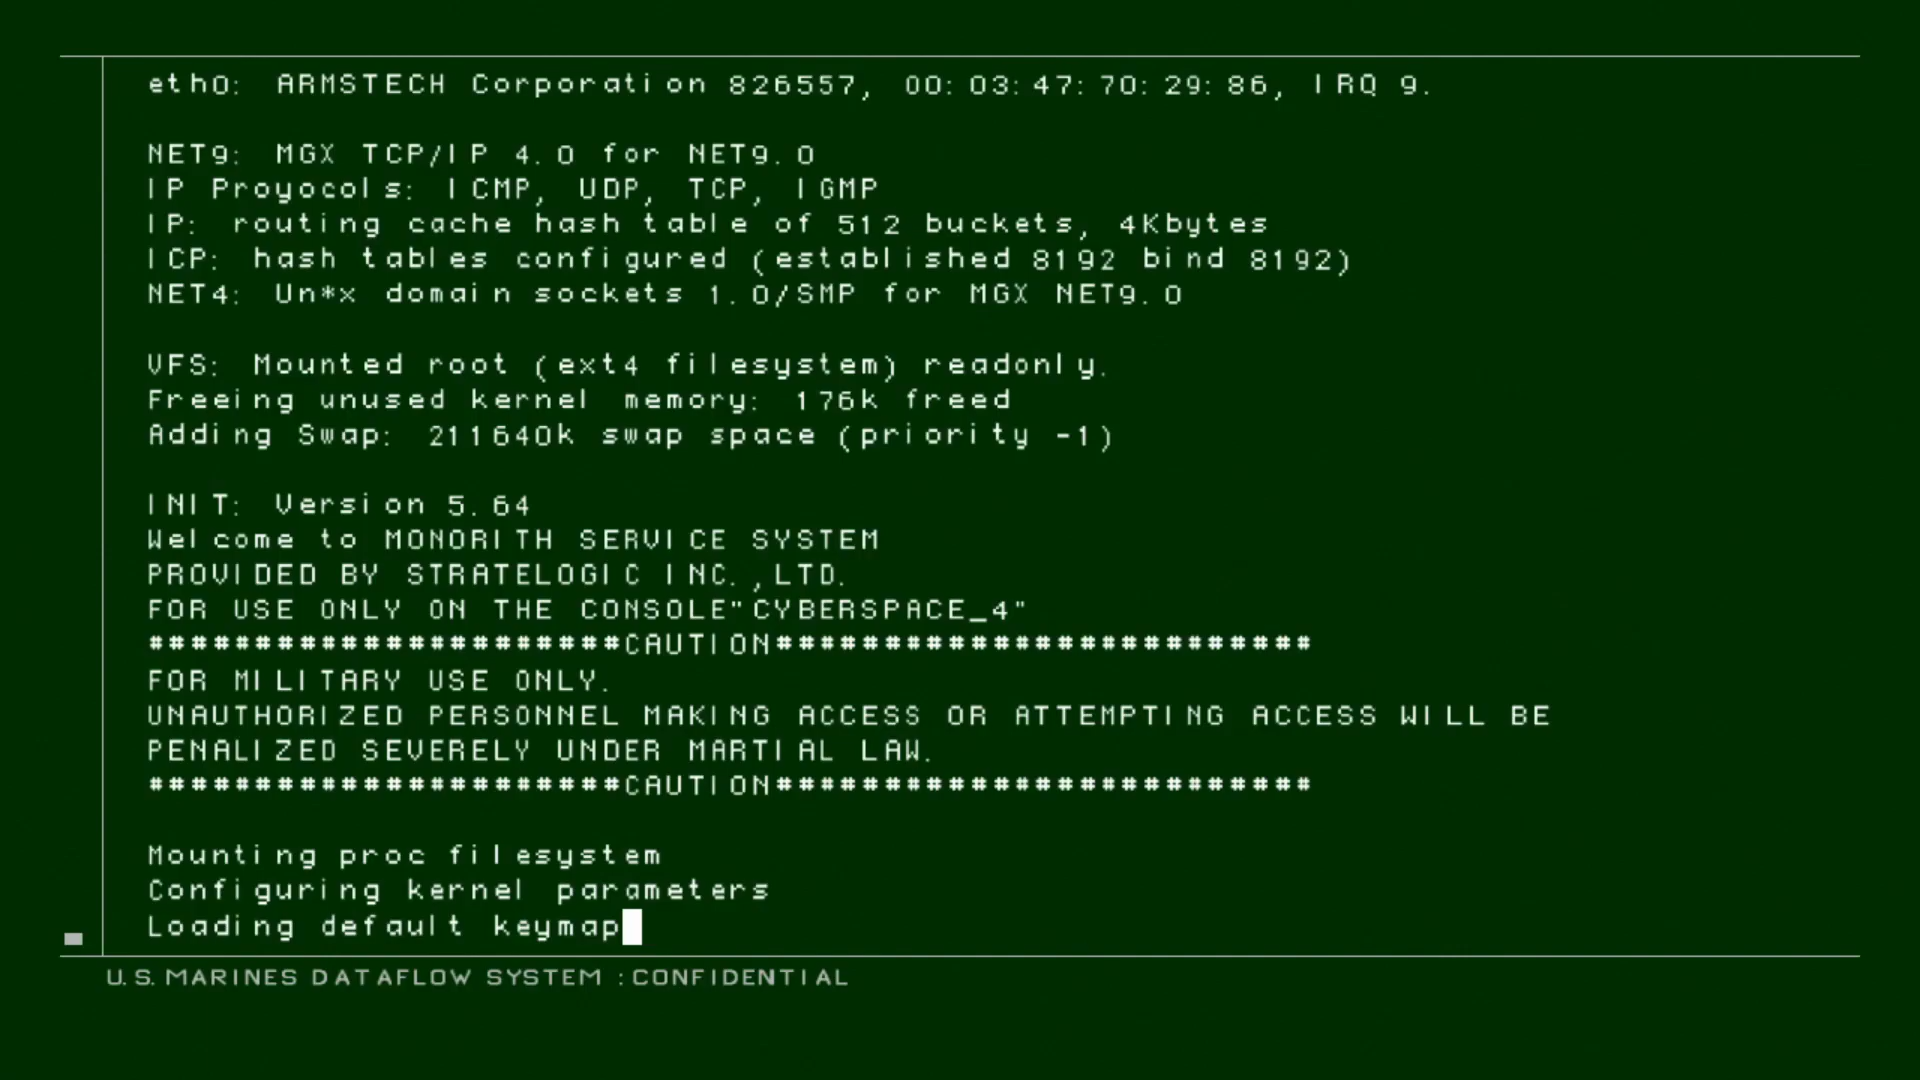 eth0: ARMSTECH Corporation 826557, 00:03:47:70:29:86, IRQ 9.
NET9: MGX TCP/IP 4.0 for NET9.0
IP Proyocols: ICMP, UDP, TCP, IGMP
IP: routing cache hash table of 512 buckets, 4Kbytes
ICP: hash tables configured (established 8192 bind 8192)
NET4: Un*x domain sockets 1.0/SMP for MGX NET9.0
VFS: Mounted root (ext4 filesystem) readonly.
Freeing unused kernel memory: 176k freed
Adding Swap: 211640k swap space (priority -1)
INIT: Version 5.64
Welcome to MONORITH SERVICE SYSTEM
PROVIDED BY STRATELOGIC INC.,LTD.
FOR USE ONLY ON THE CONSOLE"CYBERSPACE_4"
######################CAUTION#########################
FOR MILITARY USE ONLY.
UNAUTHORIZED PERSONNEL MAKING ACCESS OR ATTEMPTING ACCESS WILL BE
PENALIZED SEVERELY UNDER MARTIAL LAW.
######################CAUTION#########################
Mounting proc filesystem
Configuring kernel parameters
Loading default keymap
U.S.MARINES DATAFLOW SYSTEM :CONFIDENTIAL